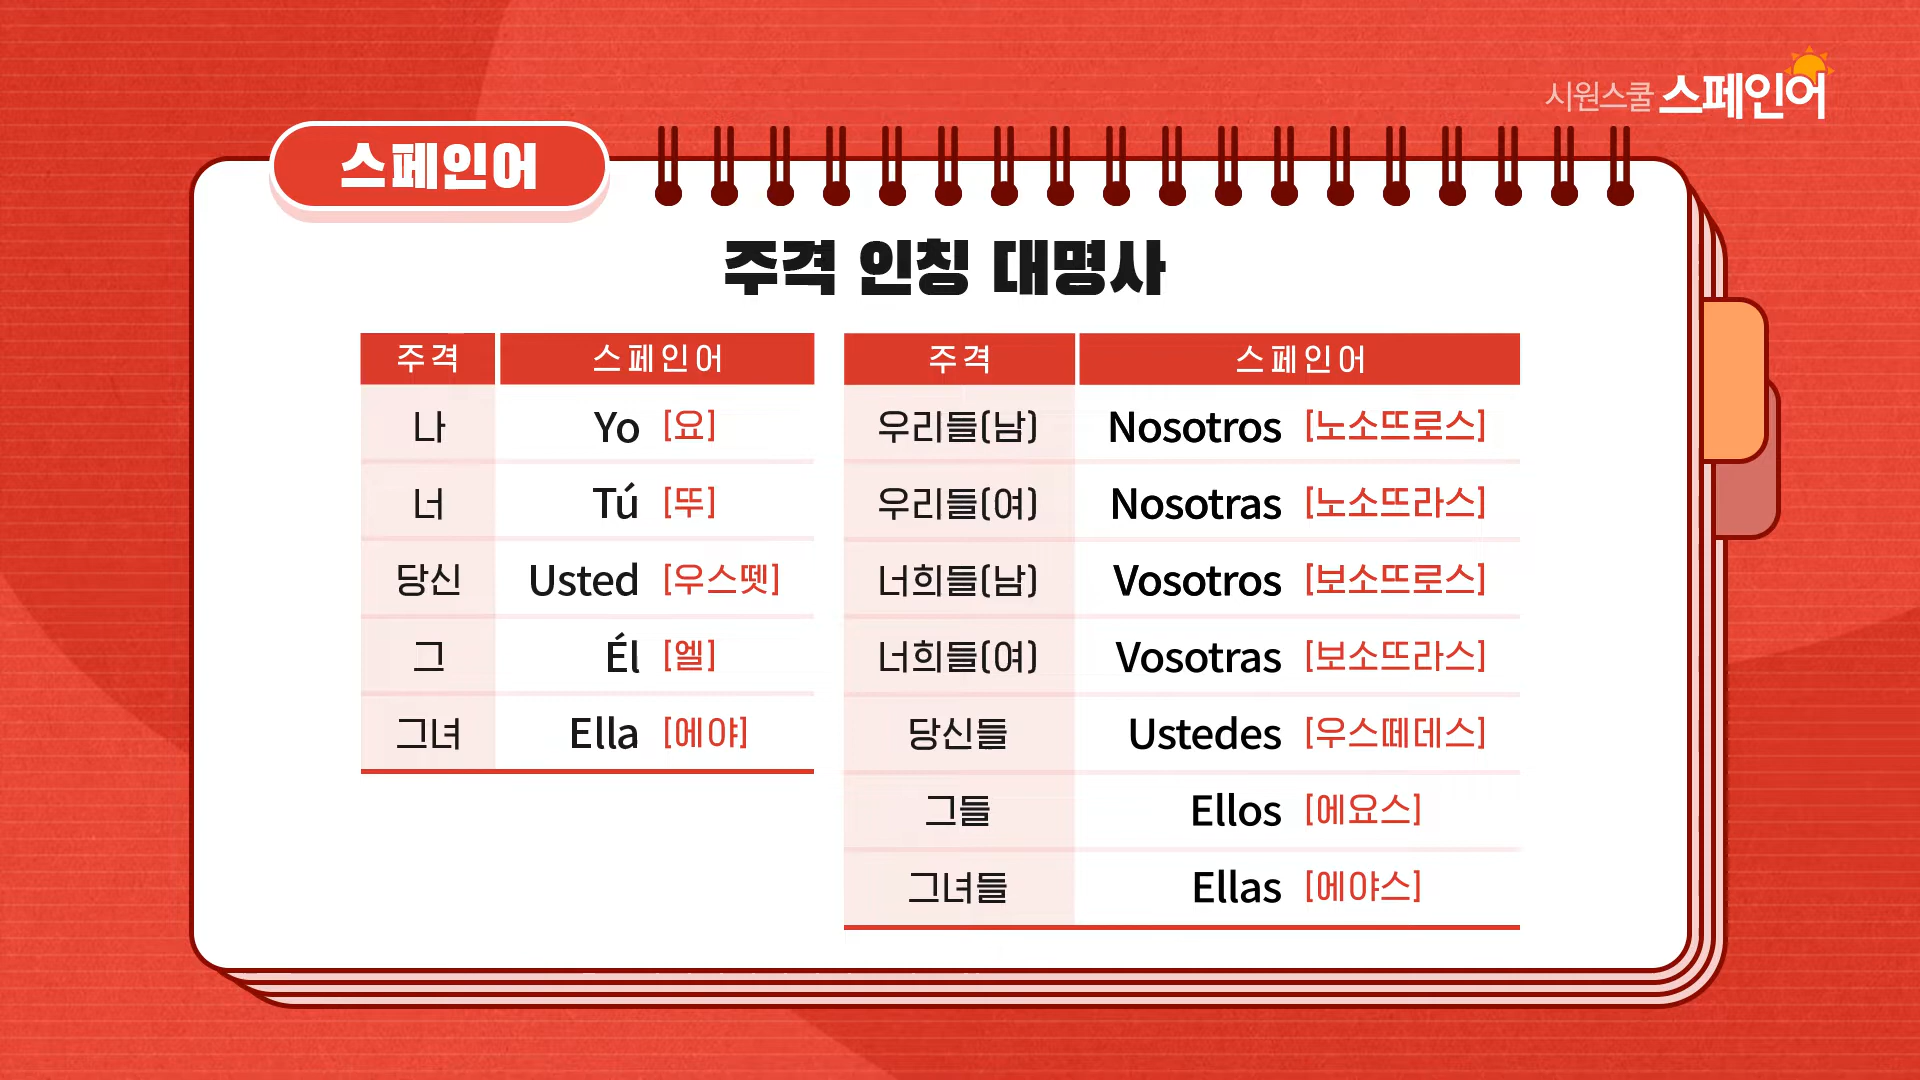 시원스쿨 스페인어
스페인어
주격 인칭 대명사
주격 스페인어
나 Yo [요]
너 Tú [뚜]
당신 Usted [우스뗏]
그 Él [엘]
그녀 Ella [에야]
주격 스페인어
우리들(남) Nosotros [노소뜨로스]
우리들(여) Nosotras [노소뜨라스]
너희들(남) Vosotros [보소뜨로스]
너희들(여) Vosotras [보소뜨라스]
당신들 Ustedes [우스떼데스]
그들 Ellos [에요스]
그녀들 Ellas [에야스]